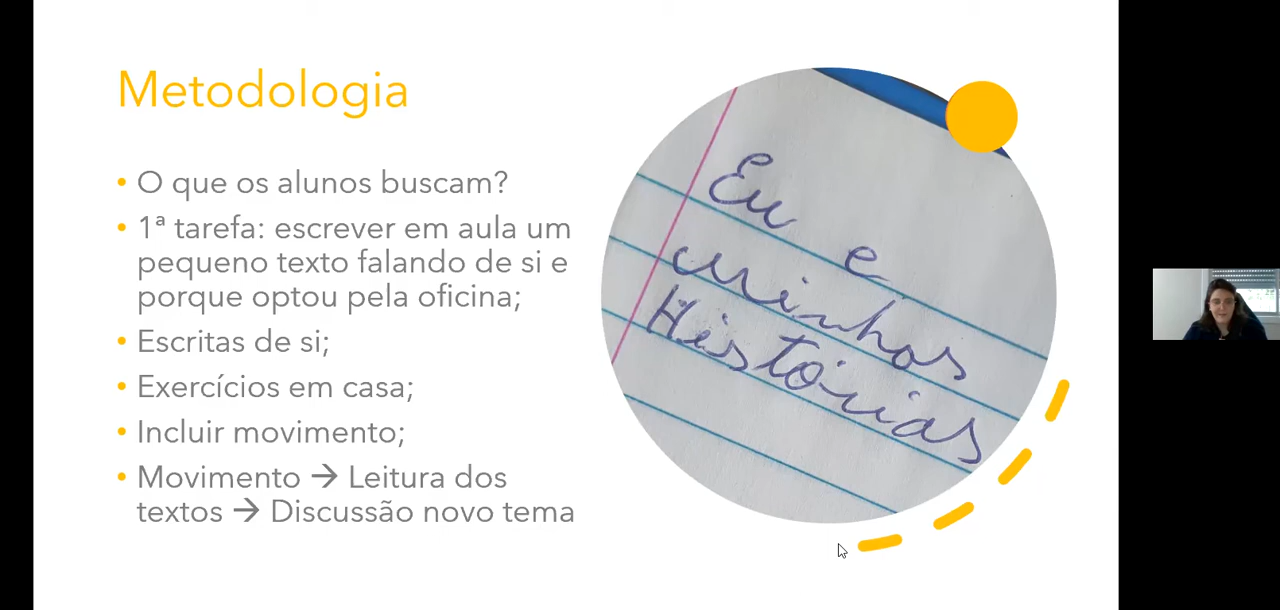 Metodologia
• O que os alunos buscam?
• 1ª tarefa: escrever em aula um
pequeno texto falando de si e
porque optou pela oficina;
• Escritas de si;
• Exercícios em casa;
• Incluir movimento;
• Movimento → Leitura dos
textos → Discussão novo tema
Eu e
minhas
Histórias